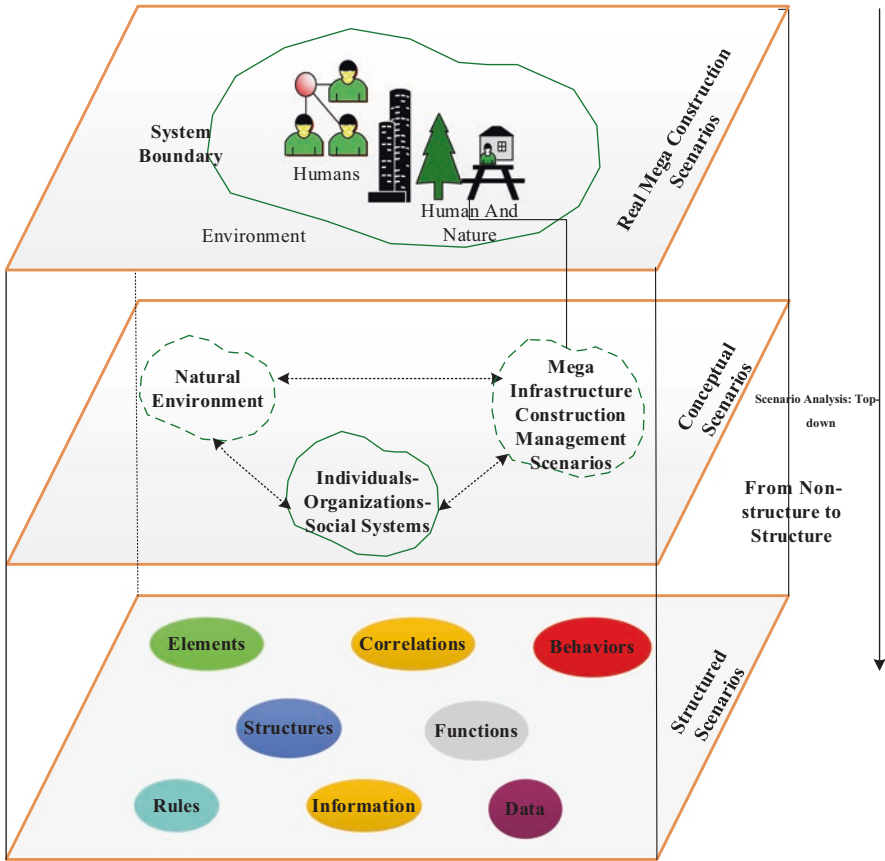 System
Boundary
Humans
Human And
Nature
Environment
Real Mega Construction
Scenarios
Natural
Environment
Mega
Infrastructure
Construction
Management
Scenarios
Individuals-
Organizations-
Social Systems
Conceptual
Scenarios
Scenario Analysis: Top-
down
From Non-
structure to
Structure
Elements
Correlations
Behaviors
Structures
Functions
Rules
Information
Data
Structured
Scenarios